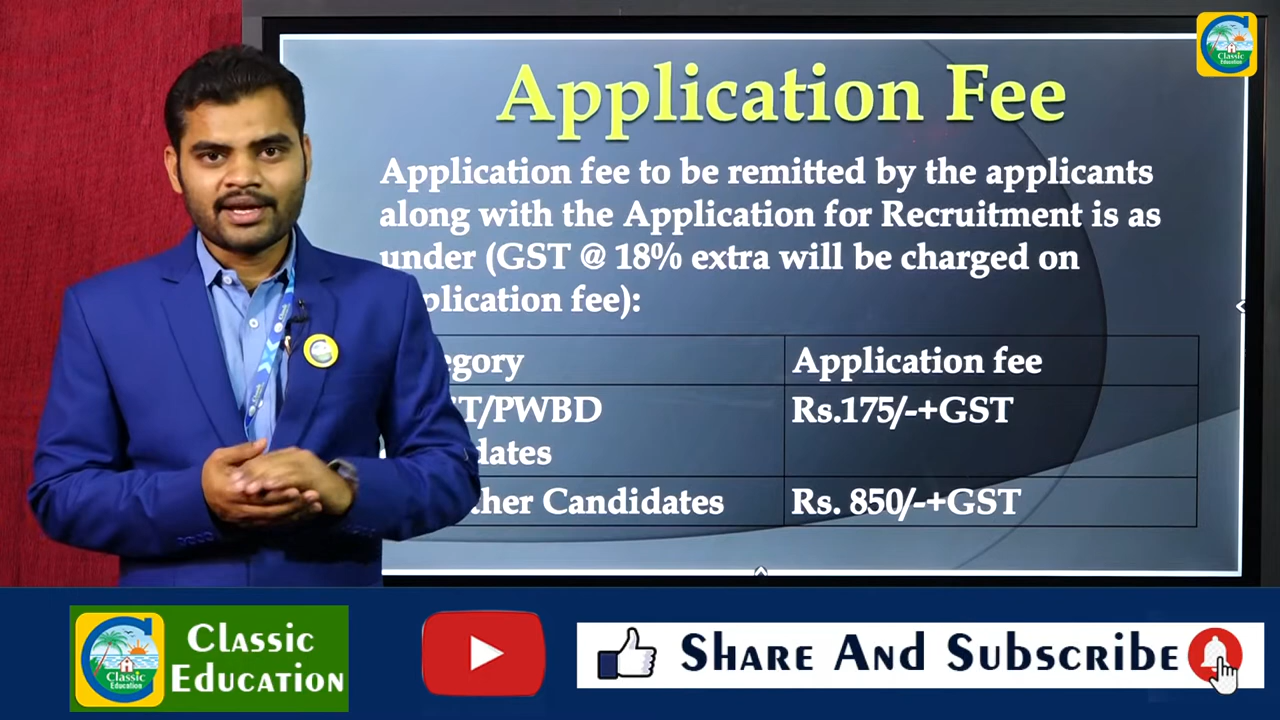 Application Fee
Classic
Education
Application fee to be remitted by the applicants
along with the Application for Recruitment is as
under (GST @ 18% extra will be charged on
plication fee):
egory
Application fee
T/PWBD
Rs.175/-+GST
dates
ther Candidates
Rs. 850/-+GST
Classic
Education
Classic
Education
Share And Subscribe